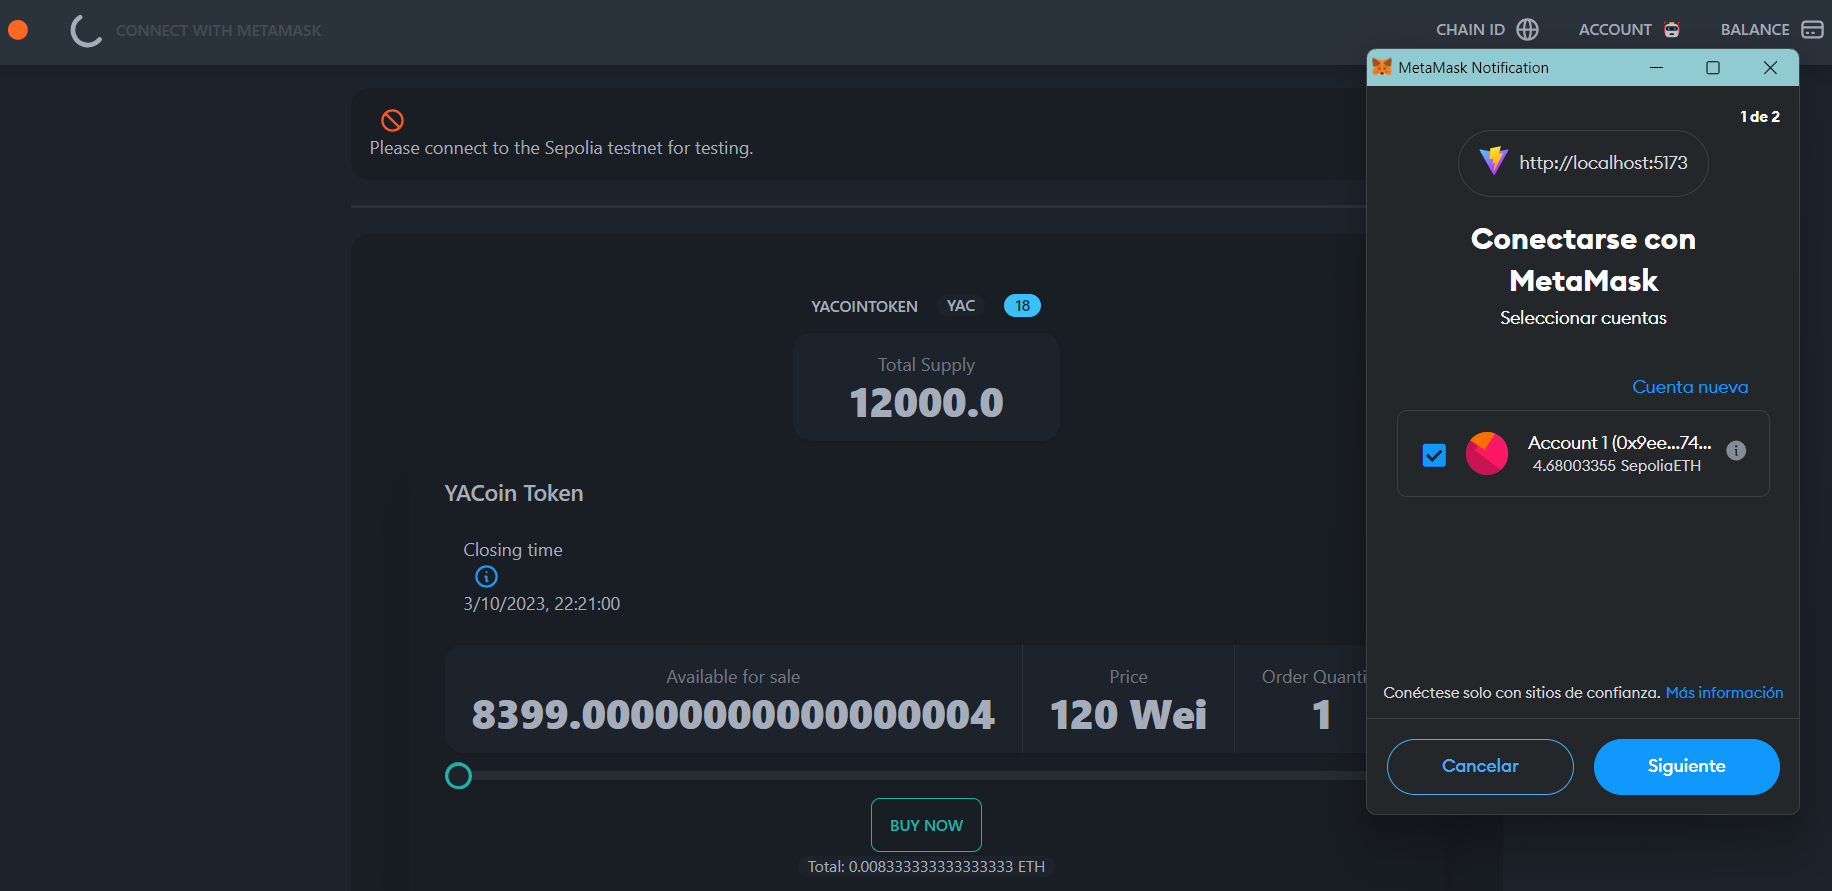 CONNECT WITH METAMASK
CHAIN ID
ACCOUNT
BALANCE
Please connect to the Sepolia testnet for testing.
YACOINTOKEN YAC 18
Total Supply
12000.0
YACoin Token
Closing time
3/10/2023, 22:21:00
Available for sale
8399.00000000000000004
Price
120 Wei
Order Quanti
1
BUY NOW
Total: 0.008333333333333333 ETH
MetaMask Notification
1 de 2
http://localhost:5173
Conectarse con
MetaMask
Seleccionar cuentas
Cuenta nueva
Account 1 (0x9ee...74...
4.68003355 SepoliaETH
Conéctese solo con sitios de confianza. Más información
Cancelar
Siguiente